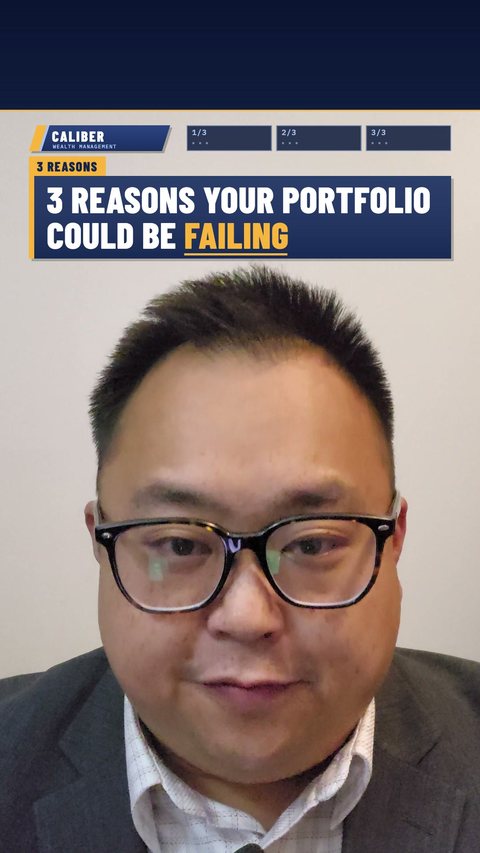 CALIBER
WEALTH MANAGEMENT
1/3
2/3
3/3
3 REASONS
3 REASONS YOUR PORTFOLIO
COULD BE FAILING